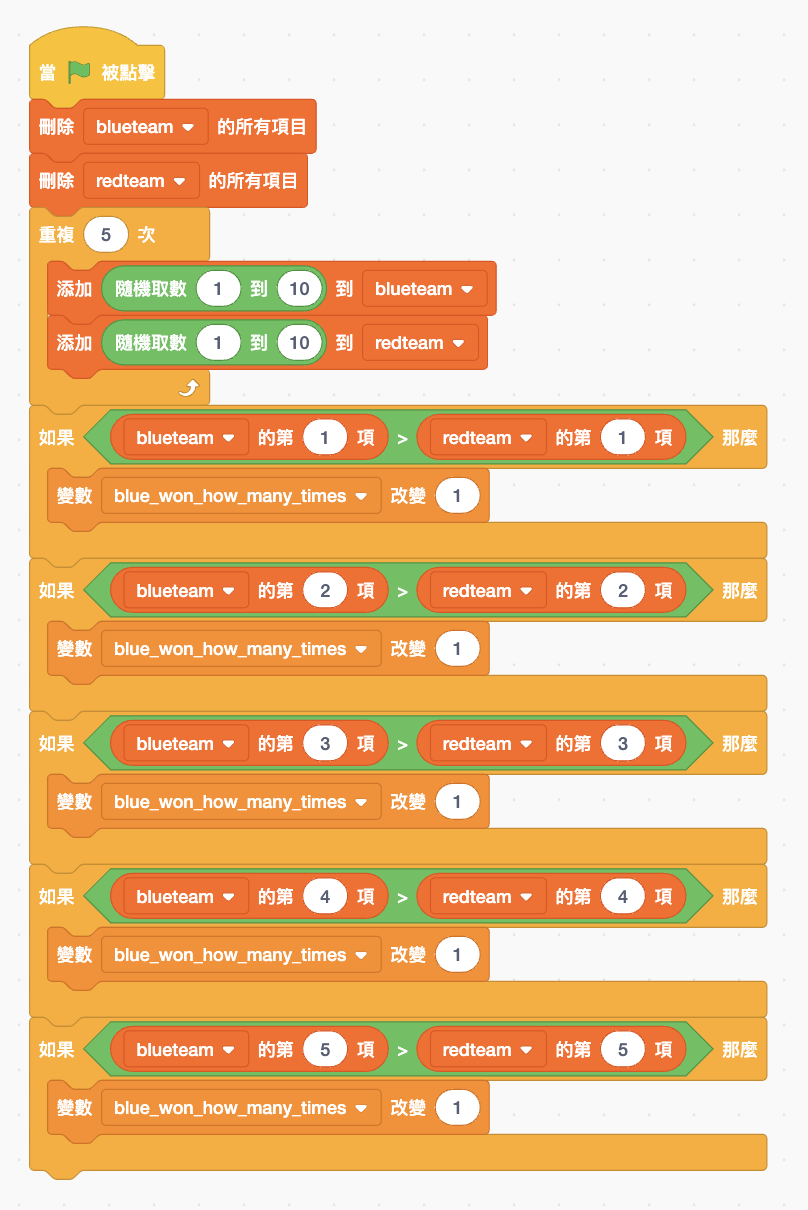 當 被點擊
刪除 blueteam 的所有項目
刪除 redteam 的所有項目
重複 5 次
添加 隨機取數 1 到 10 到 blueteam
添加 隨機取數 1 到 10 到 redteam
如果 blueteam 的第 1 項 > redteam 的第 1 項 那麼
變數 blue_won_how_many_times 改變 1
如果 blueteam 的第 2 項 > redteam 的第 2 項 那麼
變數 blue_won_how_many_times 改變 1
如果 blueteam 的第 3 項 > redteam 的第 3 項 那麼
變數 blue_won_how_many_times 改變 1
如果 blueteam 的第 4 項 > redteam 的第 4 項 那麼
變數 blue_won_how_many_times 改變 1
如果 blueteam 的第 5 項 > redteam 的第 5 項 那麼
變數 blue_won_how_many_times 改變 1